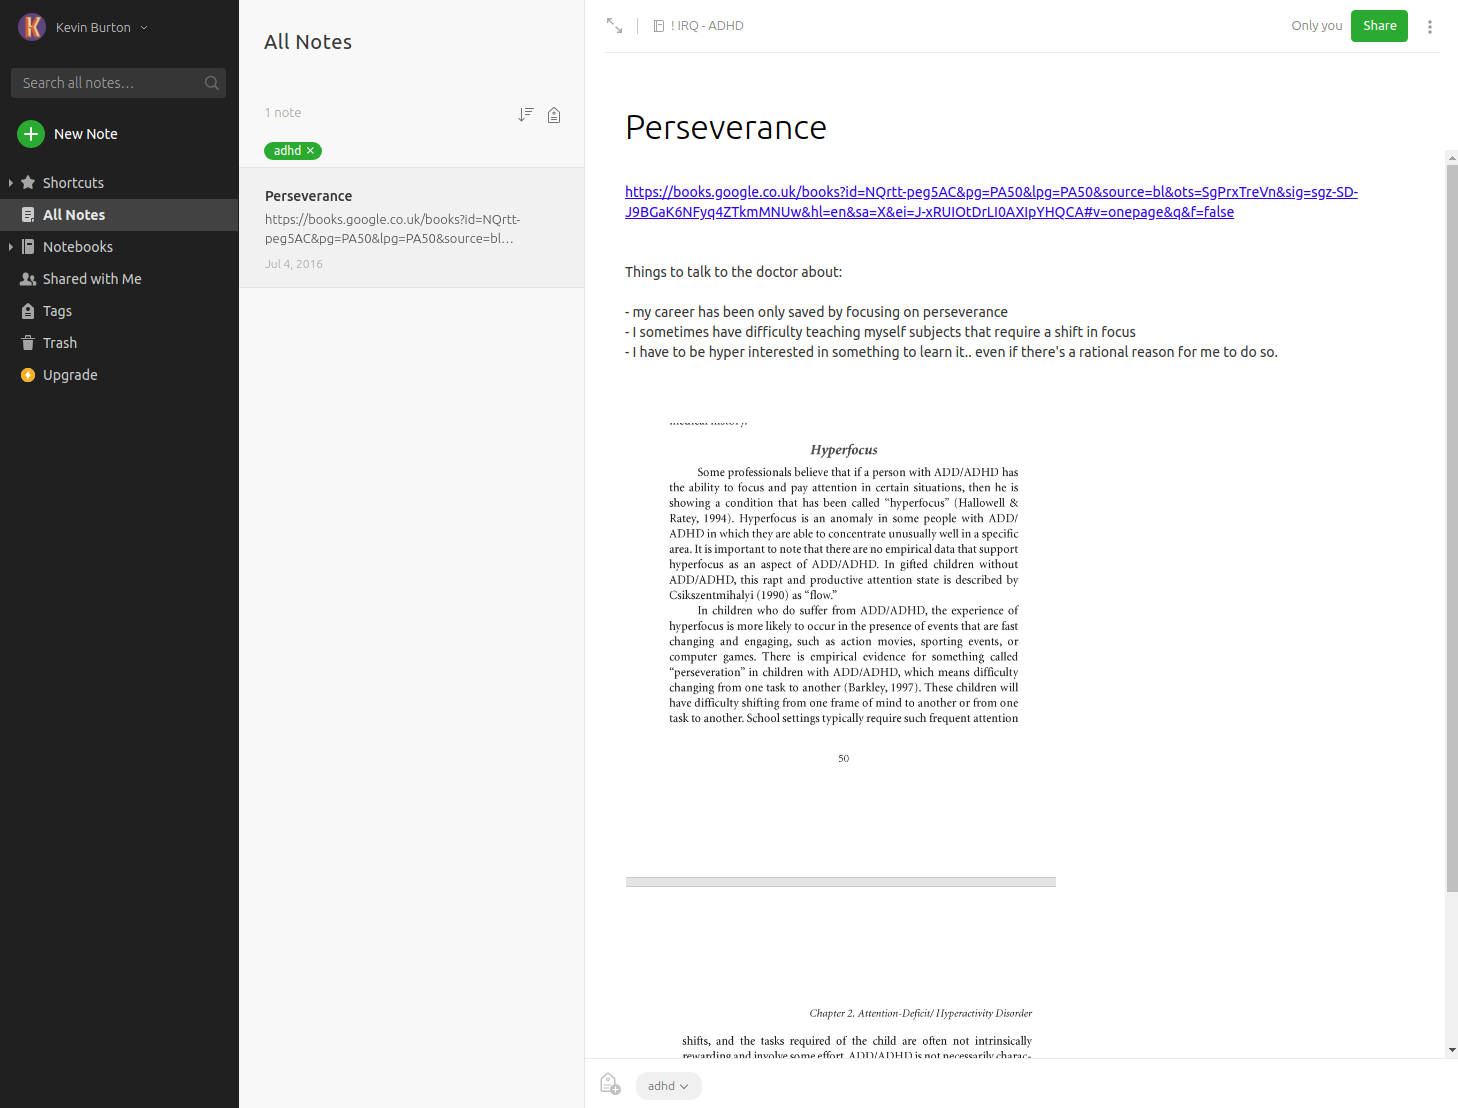 Kevin Burton
Search all notes...
New Note
Shortcuts
All Notes
Notebooks
Shared with Me
Tags
Trash
Upgrade
All Notes
1 note
adhd ×
Perseverance
https://books.google.co.uk/books?id=NQrtt-
peg5AC&pg=PA50&lpg=PA50&source=bl...
Jul 4, 2016
! IRQ - ADHD
Only you
Share
Perseverance
https://books.google.co.uk/books?id=NQrtt-peg5AC&pg=PA50&lpg=PA50&source=bl&ots=SgPrxTreVn&sig=sgz-SD-
J9BGaK6NFyq4ZTkmMNUw&hl=en&sa=X&ei=J-xRUIOtDrLI0AXIpYHQCA#v=onepage&q&f=false
Things to talk to the doctor about:
- my career has been only saved by focusing on perseverance
- I sometimes have difficulty teaching myself subjects that require a shift in focus
- I have to be hyper interested in something to learn it.. even if there's a rational reason for me to do so.
medical history.
Hyperfocus
Some professionals believe that if a person with ADD/ADHD has
the ability to focus and pay attention in certain situations, then he is
showing a condition that has been called “hyperfocus” (Hallowell &
Ratey, 1994). Hyperfocus is an anomaly in some people with ADD/
ADHD in which they are able to concentrate unusually well in a specific
area. It is important to note that there are no empirical data that support
hyperfocus as an aspect of ADD/ADHD. In gifted children without
ADD/ADHD, this rapt and productive attention state is described by
Csikszentmihalyi (1990) as “flow.”
In children who do suffer from ADD/ADHD, the experience of
hyperfocus is more likely to occur in the presence of events that are fast
changing and engaging, such as action movies, sporting events, or
computer games. There is empirical evidence for something called
“perseveration” in children with ADD/ADHD, which means difficulty
changing from one task to another (Barkley, 1997). These children will
have difficulty shifting from one frame of mind to another or from one
task to another. School settings typically require such frequent attention
50
Chapter 2. Attention-Deficit/ Hyperactivity Disorder
shifts, and the tasks required of the child are often not intrinsically
rewarding and involve some effort. ADD/ADHD is not necessarily charac-
adhd